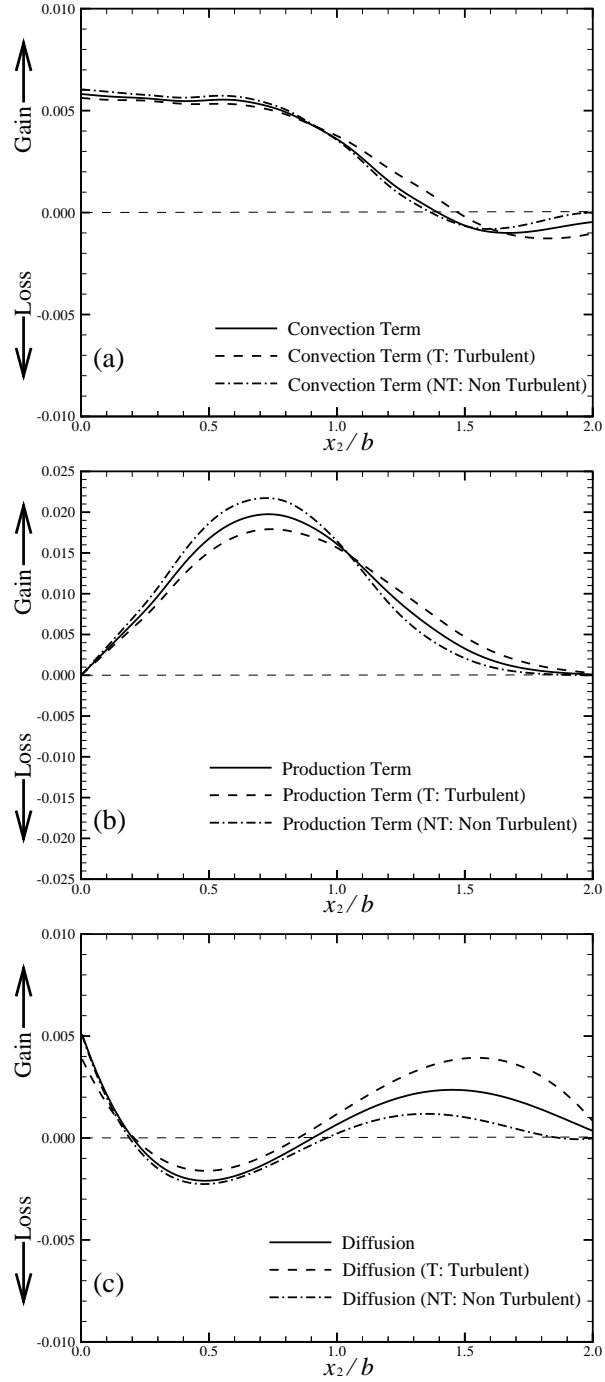 0.010
0.005
0.000
-0.005
-0.010
Gain
Loss
Convection Term
Convection Term (T: Turbulent)
Convection Term (NT: Non Turbulent)
(a)
0.0 0.5 1.0 1.5 2.0
x2/b
0.025
0.020
0.015
0.010
0.005
0.000
-0.005
-0.010
-0.015
-0.020
-0.025
Gain
Loss
Production Term
Production Term (T: Turbulent)
Production Term (NT: Non Turbulent)
(b)
0.0 0.5 1.0 1.5 2.0
x2/b
0.010
0.005
0.000
-0.005
-0.010
Gain
Loss
Diffusion
Diffusion (T: Turbulent)
Diffusion (NT: Non Turbulent)
(c)
0.0 0.5 1.0 1.5 2.0
x2/b